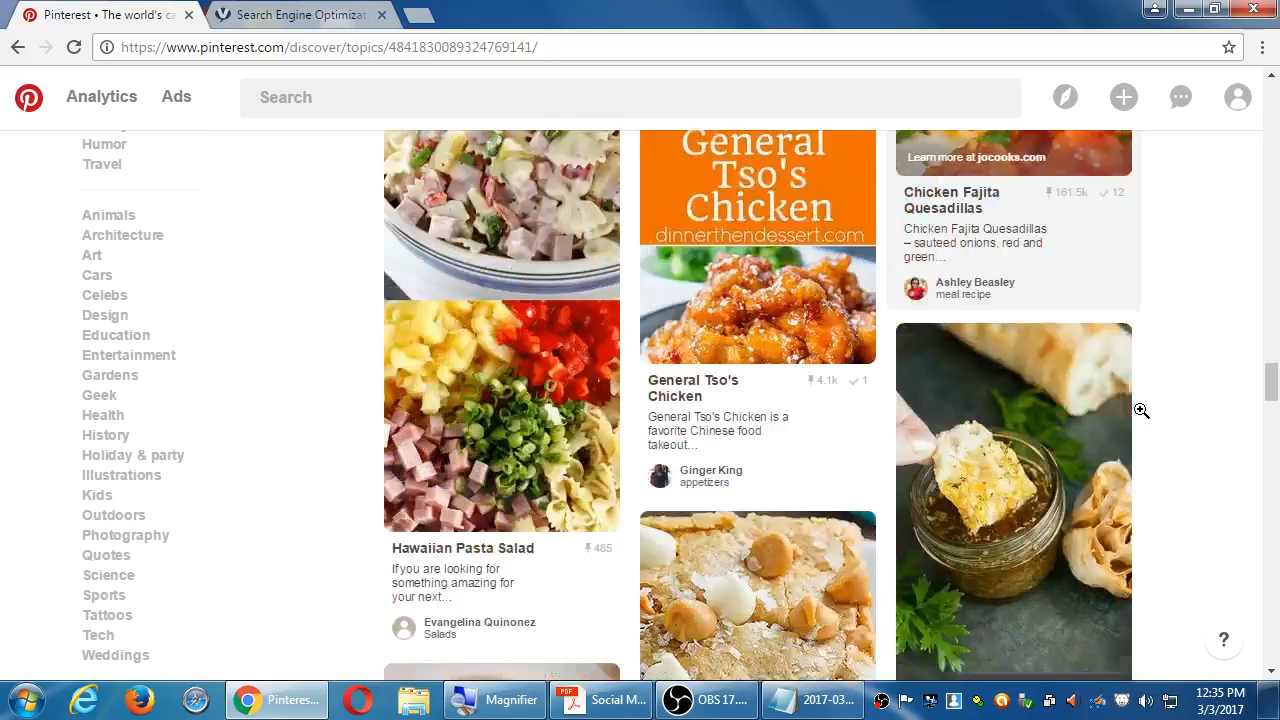 Pinterest • The world's ca
Search Engine Optimizat
https://www.pinterest.com/discover/topics/4841830089324769141/
Analytics
Ads
Search
Humor
Travel
Animals
Architecture
Art
Cars
Celebs
Design
Education
Entertainment
Gardens
Geek
Health
History
Holiday & party
Illustrations
Kids
Outdoors
Photography
Quotes
Science
Sports
Tattoos
Tech
Weddings
Hawaiian Pasta Salad
485
If you are looking for
something amazing for
your next...
Evangelina Quinonez
Salads
General
Tso's
Chicken
dinnerthendessert.com
General Tso's
Chicken
4.1k 1
General Tso's Chicken is a
favorite Chinese food
takeout...
Ginger King
appetizers
Learn more at jocooks.com
Chicken Fajita
Quesadillas
161.5k 12
Chicken Fajita Quesadillas
– sauteed onions, red and
green...
Ashley Beasley
meal recipe
?
Pinteres...
Magnifier
PDF
Social M...
OBS 17....
2017-03...
12:35 PM
3/3/2017